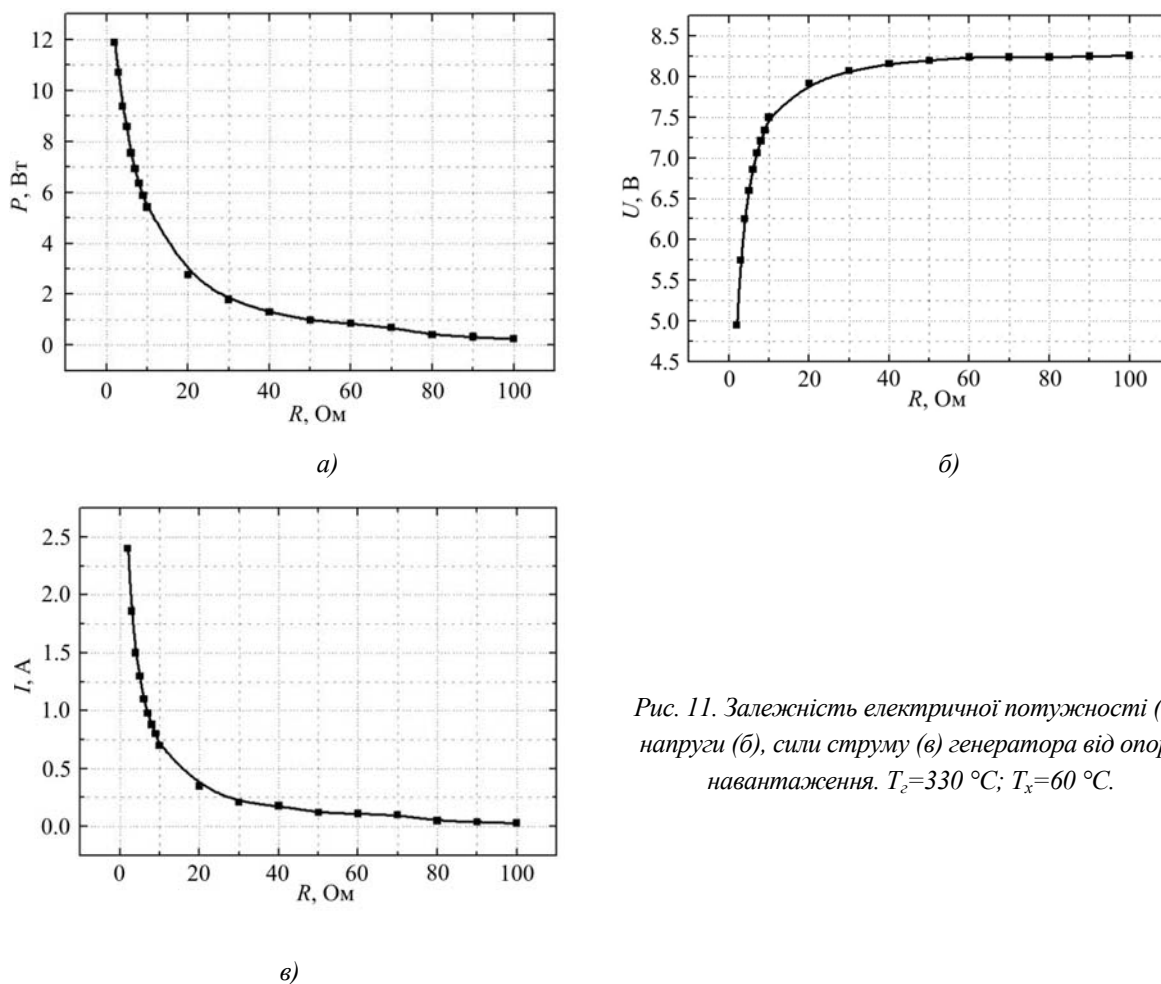 12
10
8
6
4
2
0
P, Вт
0 20 40 60 80 100
R, Ом
а)
8.5
8.0
7.5
7.0
6.5
6.0
5.5
5.0
4.5
U, В
0 20 40 60 80 100
R, Ом
б)
2.5
2.0
1.5
1.0
0.5
0.0
I, А
0 20 40 60 80 100
R, Ом
в)
Рис. 11. Залежність електричної потужності (
напруги (б), сили струму (в) генератора від
навантаження. Tг=330 °C; Tх=60 °C.